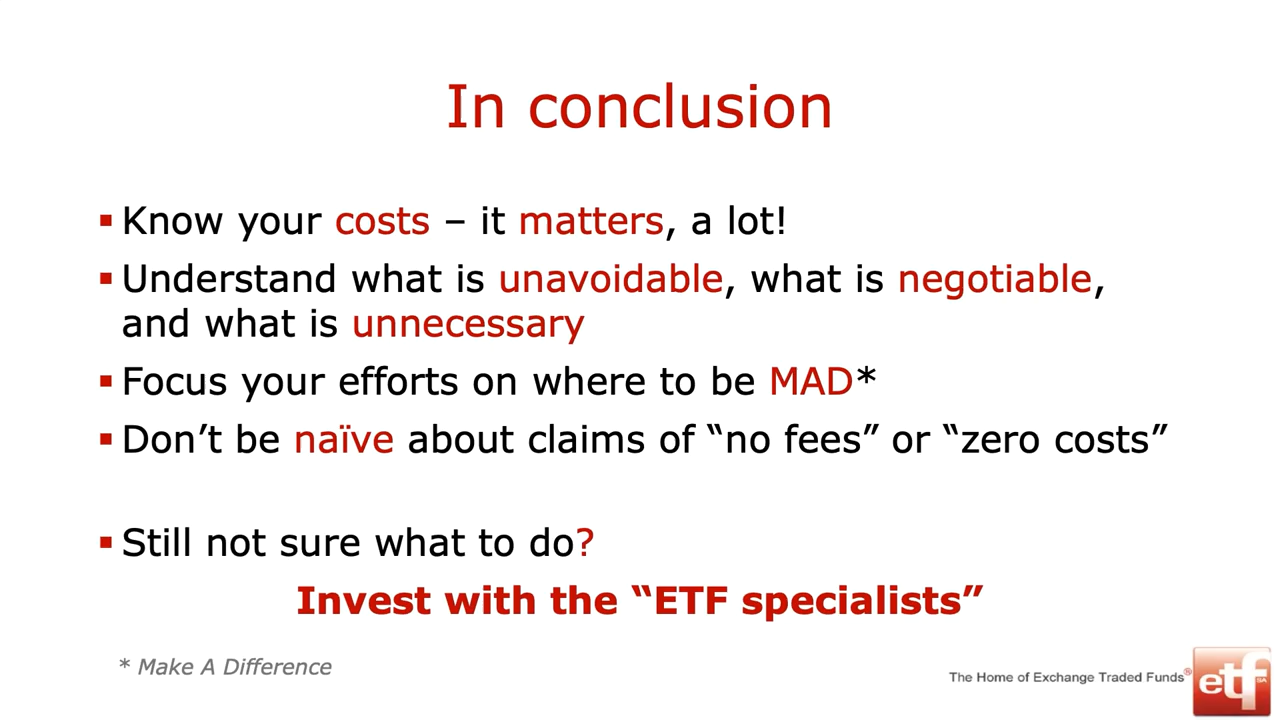 In conclusion
▪ Know your costs – it matters, a lot!
▪ Understand what is unavoidable, what is negotiable,
and what is unnecessary
▪ Focus your efforts on where to be MAD*
▪ Don’t be naïve about claims of “no fees” or “zero costs”
▪ Still not sure what to do?
Invest with the “ETF specialists”
* Make A Difference
The Home of Exchange Traded Funds®
etf
SA